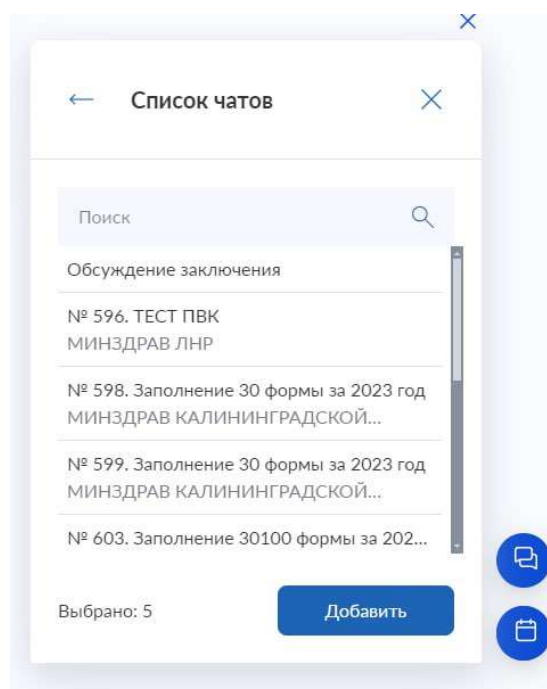 Список чатов
Поиск
Обсуждение заключения
№ 596. ТЕСТ ПВК
МИНЗДРАВ ЛНР
№ 598. Заполнение 30 формы за 2023 год
МИНЗДРАВ КАЛИНИНГРАДСКОЙ...
№ 599. Заполнение 30 формы за 2023 год
МИНЗДРАВ КАЛИНИНГРАДСКОЙ...
№ 603. Заполнение 30100 формы за 202...
Выбрано: 5
Добавить